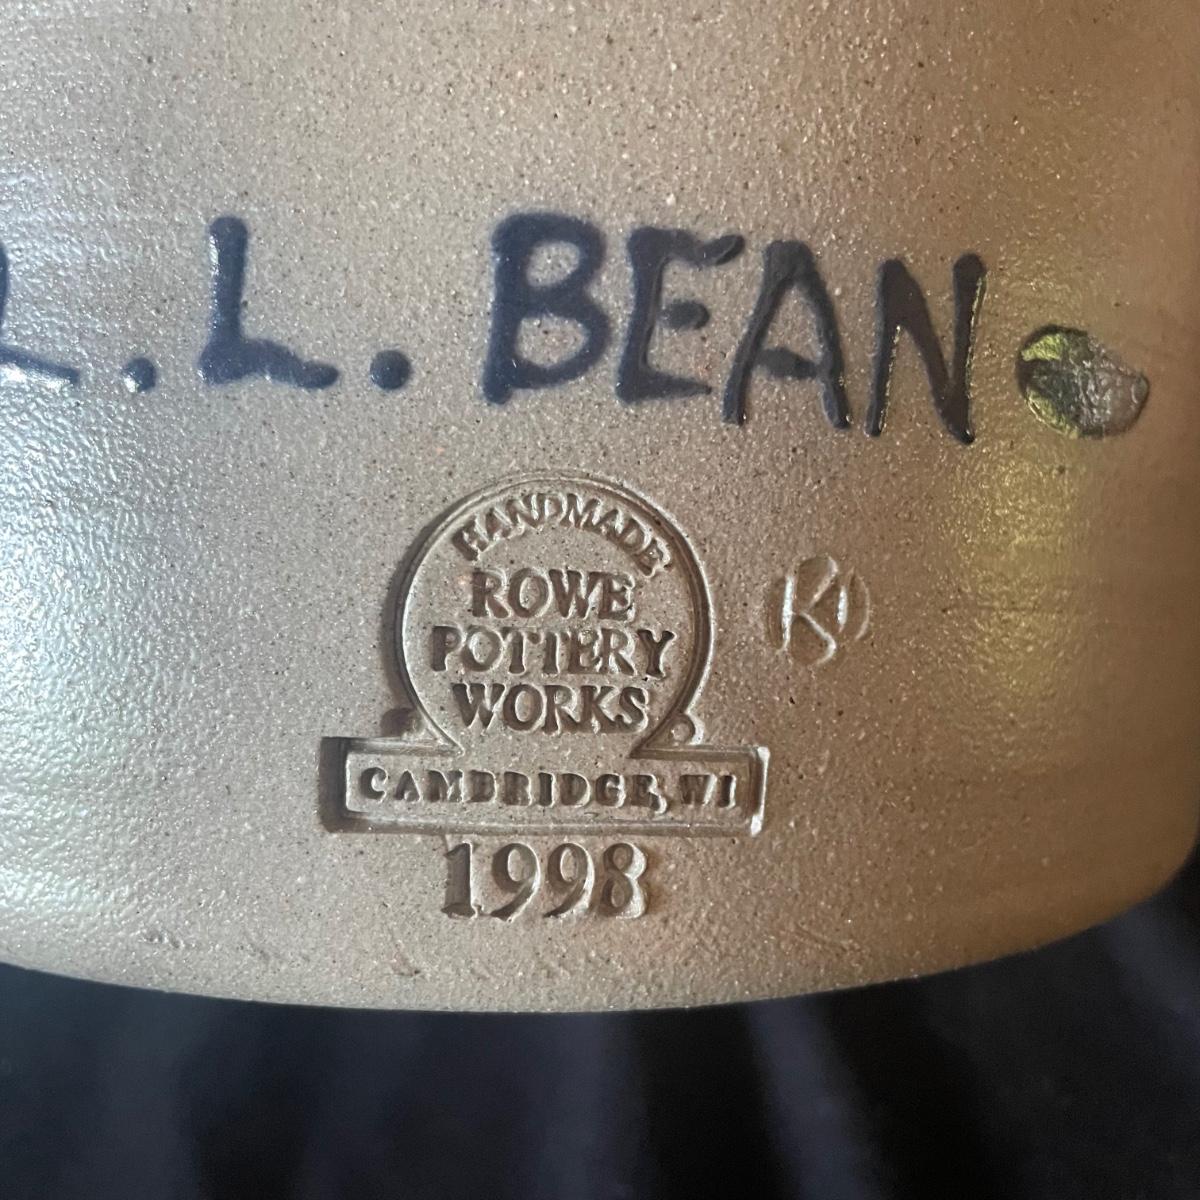 L.L. BEAN
HANDMADE
ROWE
POTTERY
WORKS
CAMBRIDGE, WI
1998